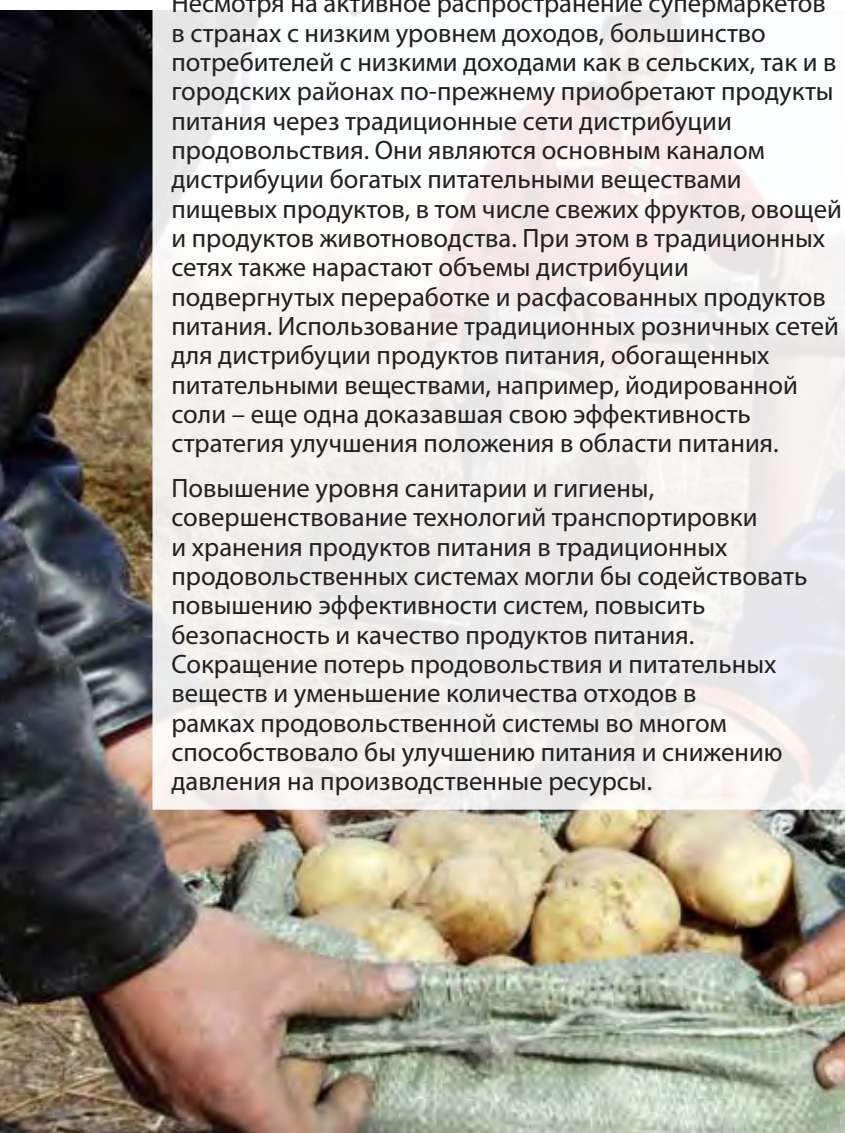 Несмотря на активное распространение супермаркетов
в странах с низким уровнем доходов, большинство
потребителей с низкими доходами как в сельских, так и в
городских районах по-прежнему приобретают продукты
питания через традиционные сети дистрибуции
продовольствия. Они являются основным каналом
дистрибуции богатых питательными веществами
пищевых продуктов, в том числе свежих фруктов, овощей
и продуктов животноводства. При этом в традиционных
сетях также нарастают объемы дистрибуции
подвергнутых переработке и расфасованных продуктов
питания. Использование традиционных розничных сетей
для дистрибуции продуктов питания, обогащенных
питательными веществами, например, йодированной
соли – еще одна доказавшая свою эффективность
стратегия улучшения положения в области питания.
Повышение уровня санитарии и гигиены,
совершенствование технологий транспортировки
и хранения продуктов питания в традиционных
продовольственных системах могли бы содействовать
повышению эффективности систем, повысить
безопасность и качество продуктов питания.
Сокращение потерь продовольствия и питательных
веществ и уменьшение количества отходов в
рамках продовольственной системы во многом
способствовало бы улучшению питания и снижению
давления на производственные ресурсы.